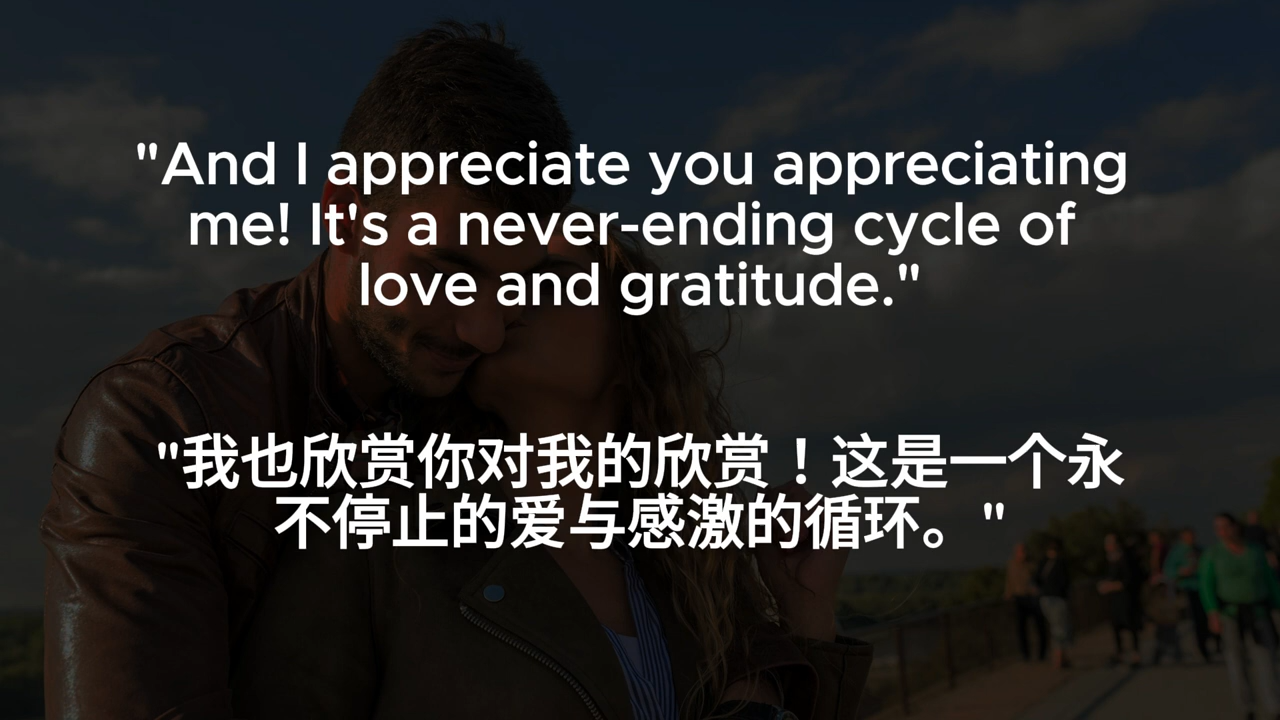 "And I appreciate you appreciating
me! It's a never-ending cycle of
love and gratitude."
"我也欣赏你对我的欣赏！这是一个永
不停止的爱与感激的循环。"